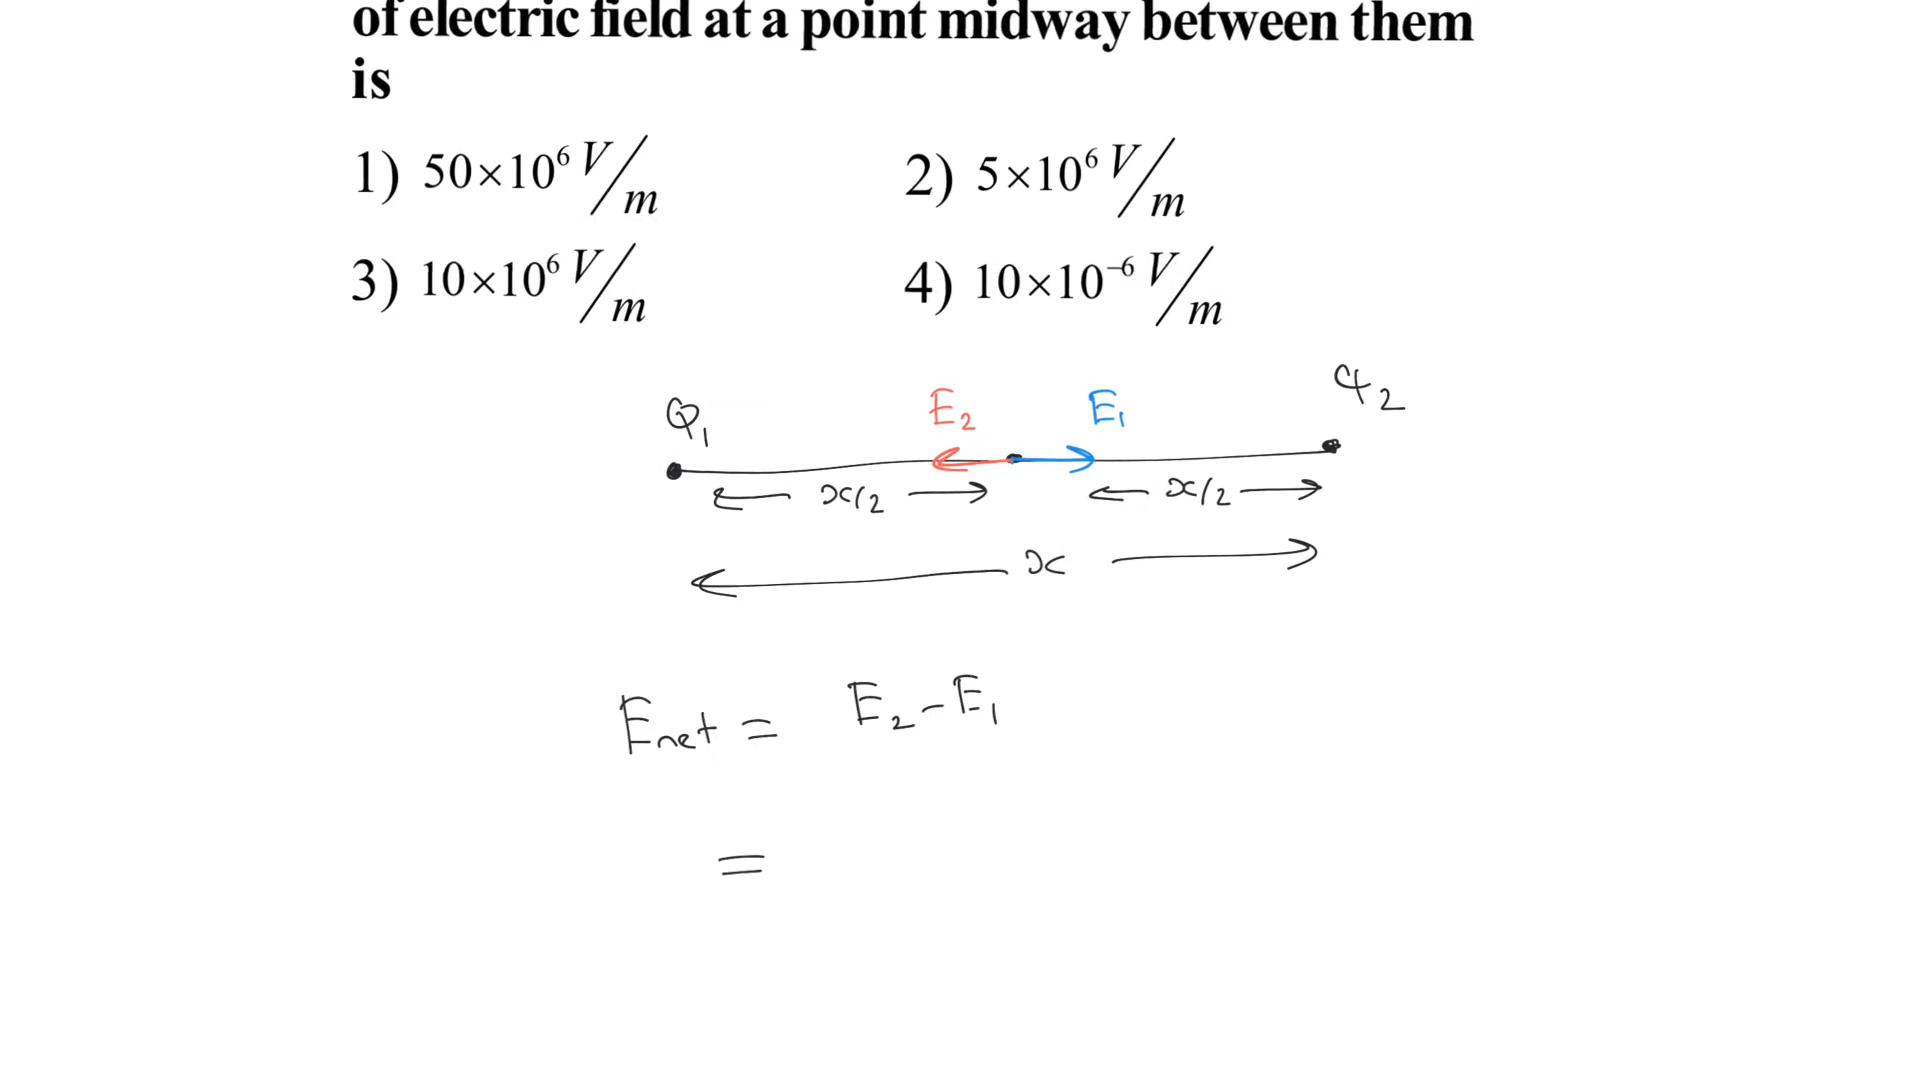 of electric field at a point midway between them
is
1) 50×10⁶ V/m 2) 5×10⁶ V/m
3) 10×10⁶ V/m 4) 10×10⁻⁶ V/m
Q₁ E₂ E₁ q₂
x/2 x/2
x
Enet = E₂-E₁
=